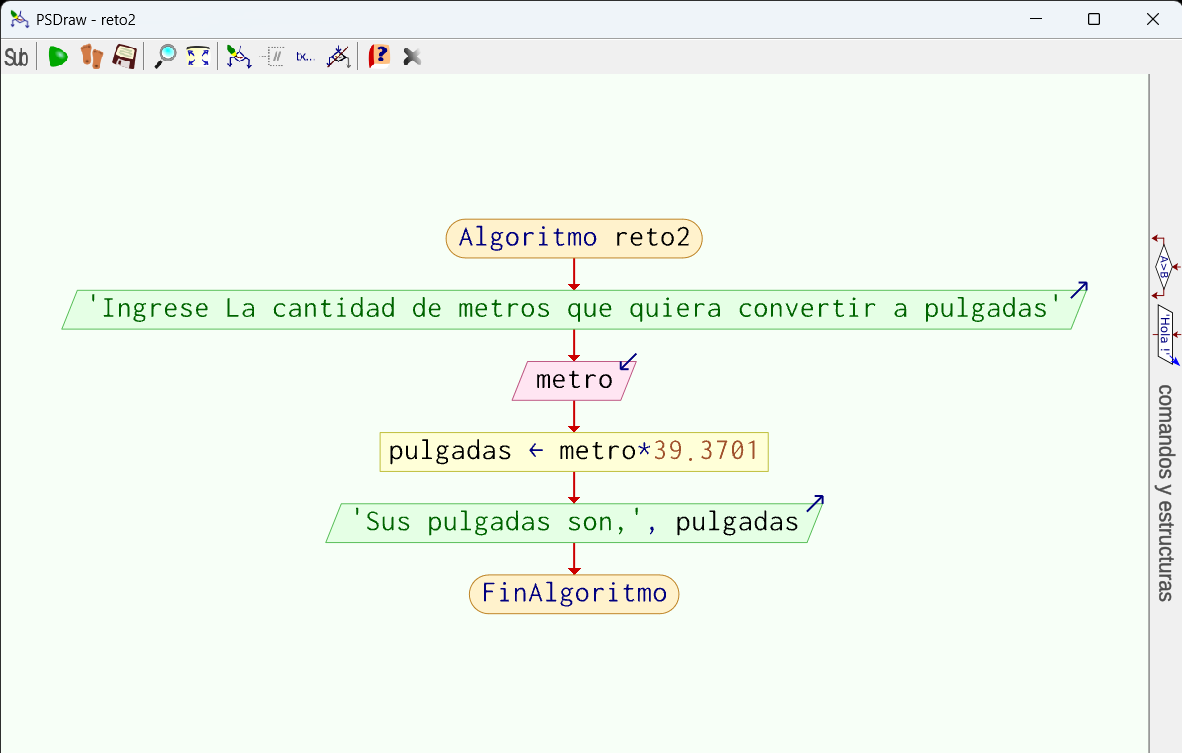 PSDraw - reto2
Sub
tx...
?
Algoritmo reto2
'Ingrese La cantidad de metros que quiera convertir a pulgadas'
metro
pulgadas ← metro*39.3701
'Sus pulgadas son,', pulgadas
FinAlgoritmo
A>B
'Hola !'
comandos y estructuras